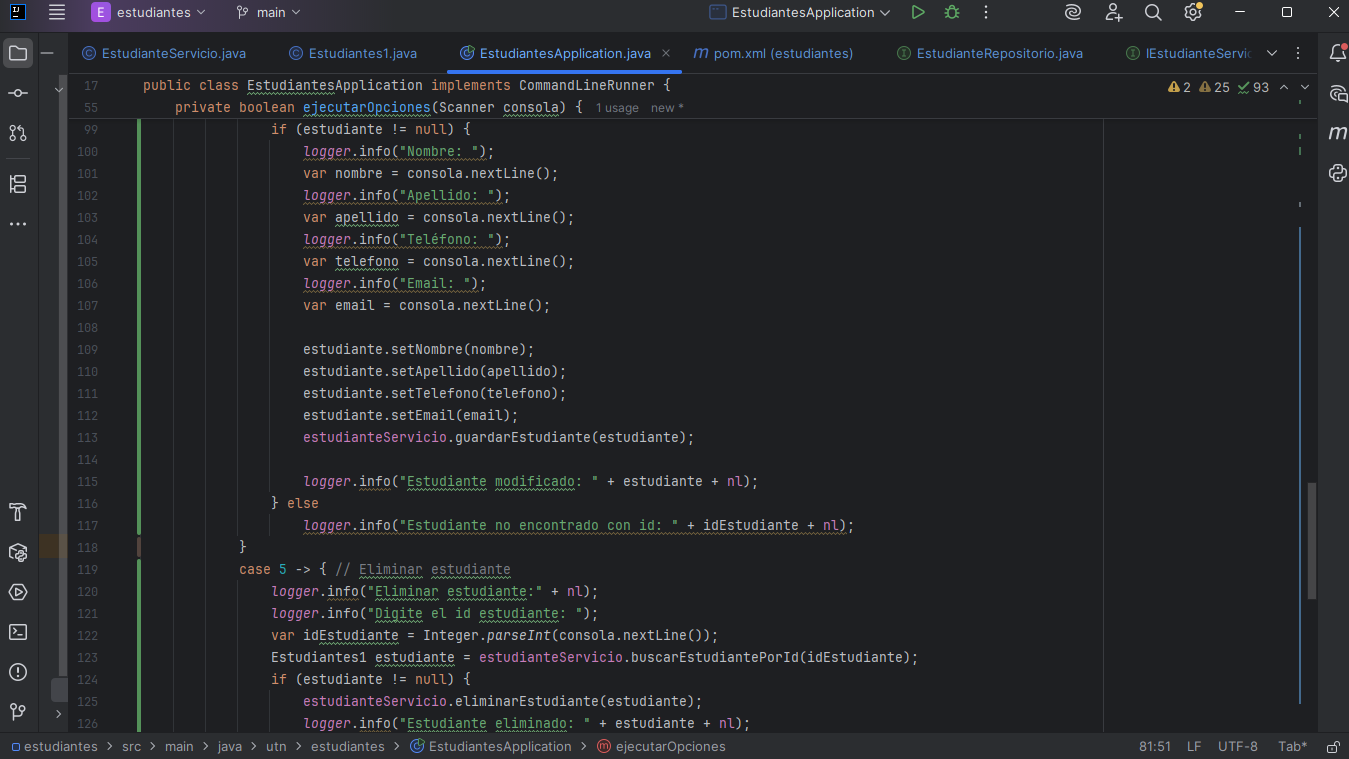 E estudiantes main EstudiantesApplication
EstudianteServicio.java Estudiantes1.java EstudiantesApplication.java pom.xml (estudiantes) EstudianteRepositorio.java IEstudianteServic
17 public class EstudiantesApplication implements CommandLineRunner { 2 25 93
55 private boolean ejecutarOpciones(Scanner consola) { 1 usage new *
99 if (estudiante != null) {
100 logger.info("Nombre: ");
101 var nombre = consola.nextLine();
102 logger.info("Apellido: ");
103 var apellido = consola.nextLine();
104 logger.info("Teléfono: ");
105 var telefono = consola.nextLine();
106 logger.info("Email: ");
107 var email = consola.nextLine();
108
109 estudiante.setNombre(nombre);
110 estudiante.setApellido(apellido);
111 estudiante.setTelefono(telefono);
112 estudiante.setEmail(email);
113 estudianteServicio.guardarEstudiante(estudiante);
114
115 logger.info("Estudiante modificado: " + estudiante + nl);
116 } else
117 logger.info("Estudiante no encontrado con id: " + idEstudiante + nl);
118 }
119 case 5 -> { // Eliminar estudiante
120 logger.info("Eliminar estudiante:" + nl);
121 logger.info("Digite el id estudiante: ");
122 var idEstudiante = Integer.parseInt(consola.nextLine());
123 Estudiantes1 estudiante = estudianteServicio.buscarEstudiantePorId(idEstudiante);
124 if (estudiante != null) {
125 estudianteServicio.eliminarEstudiante(estudiante);
126 logger.info("Estudiante eliminado: " + estudiante + nl);
estudiantes > src > main > java > utn > estudiantes > EstudiantesApplication > ejecutarOpciones 81:51 LF UTF-8 Tab*